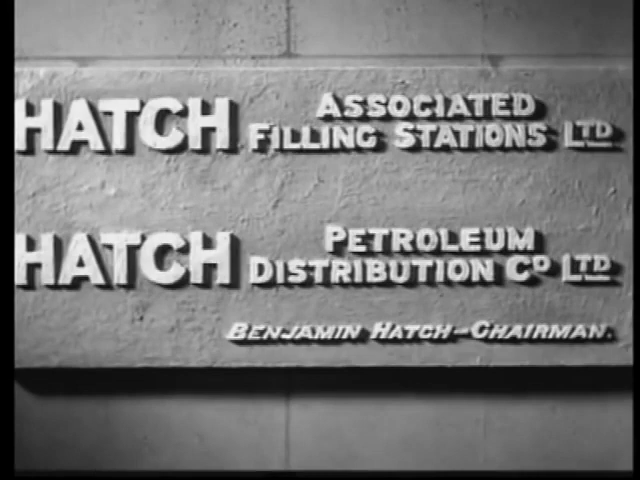 HATCH ASSOCIATED
FILLING STATIONS LTD
HATCH PETROLEUM
DISTRIBUTION CO LTD
BENJAMIN HATCH-CHAIRMAN.